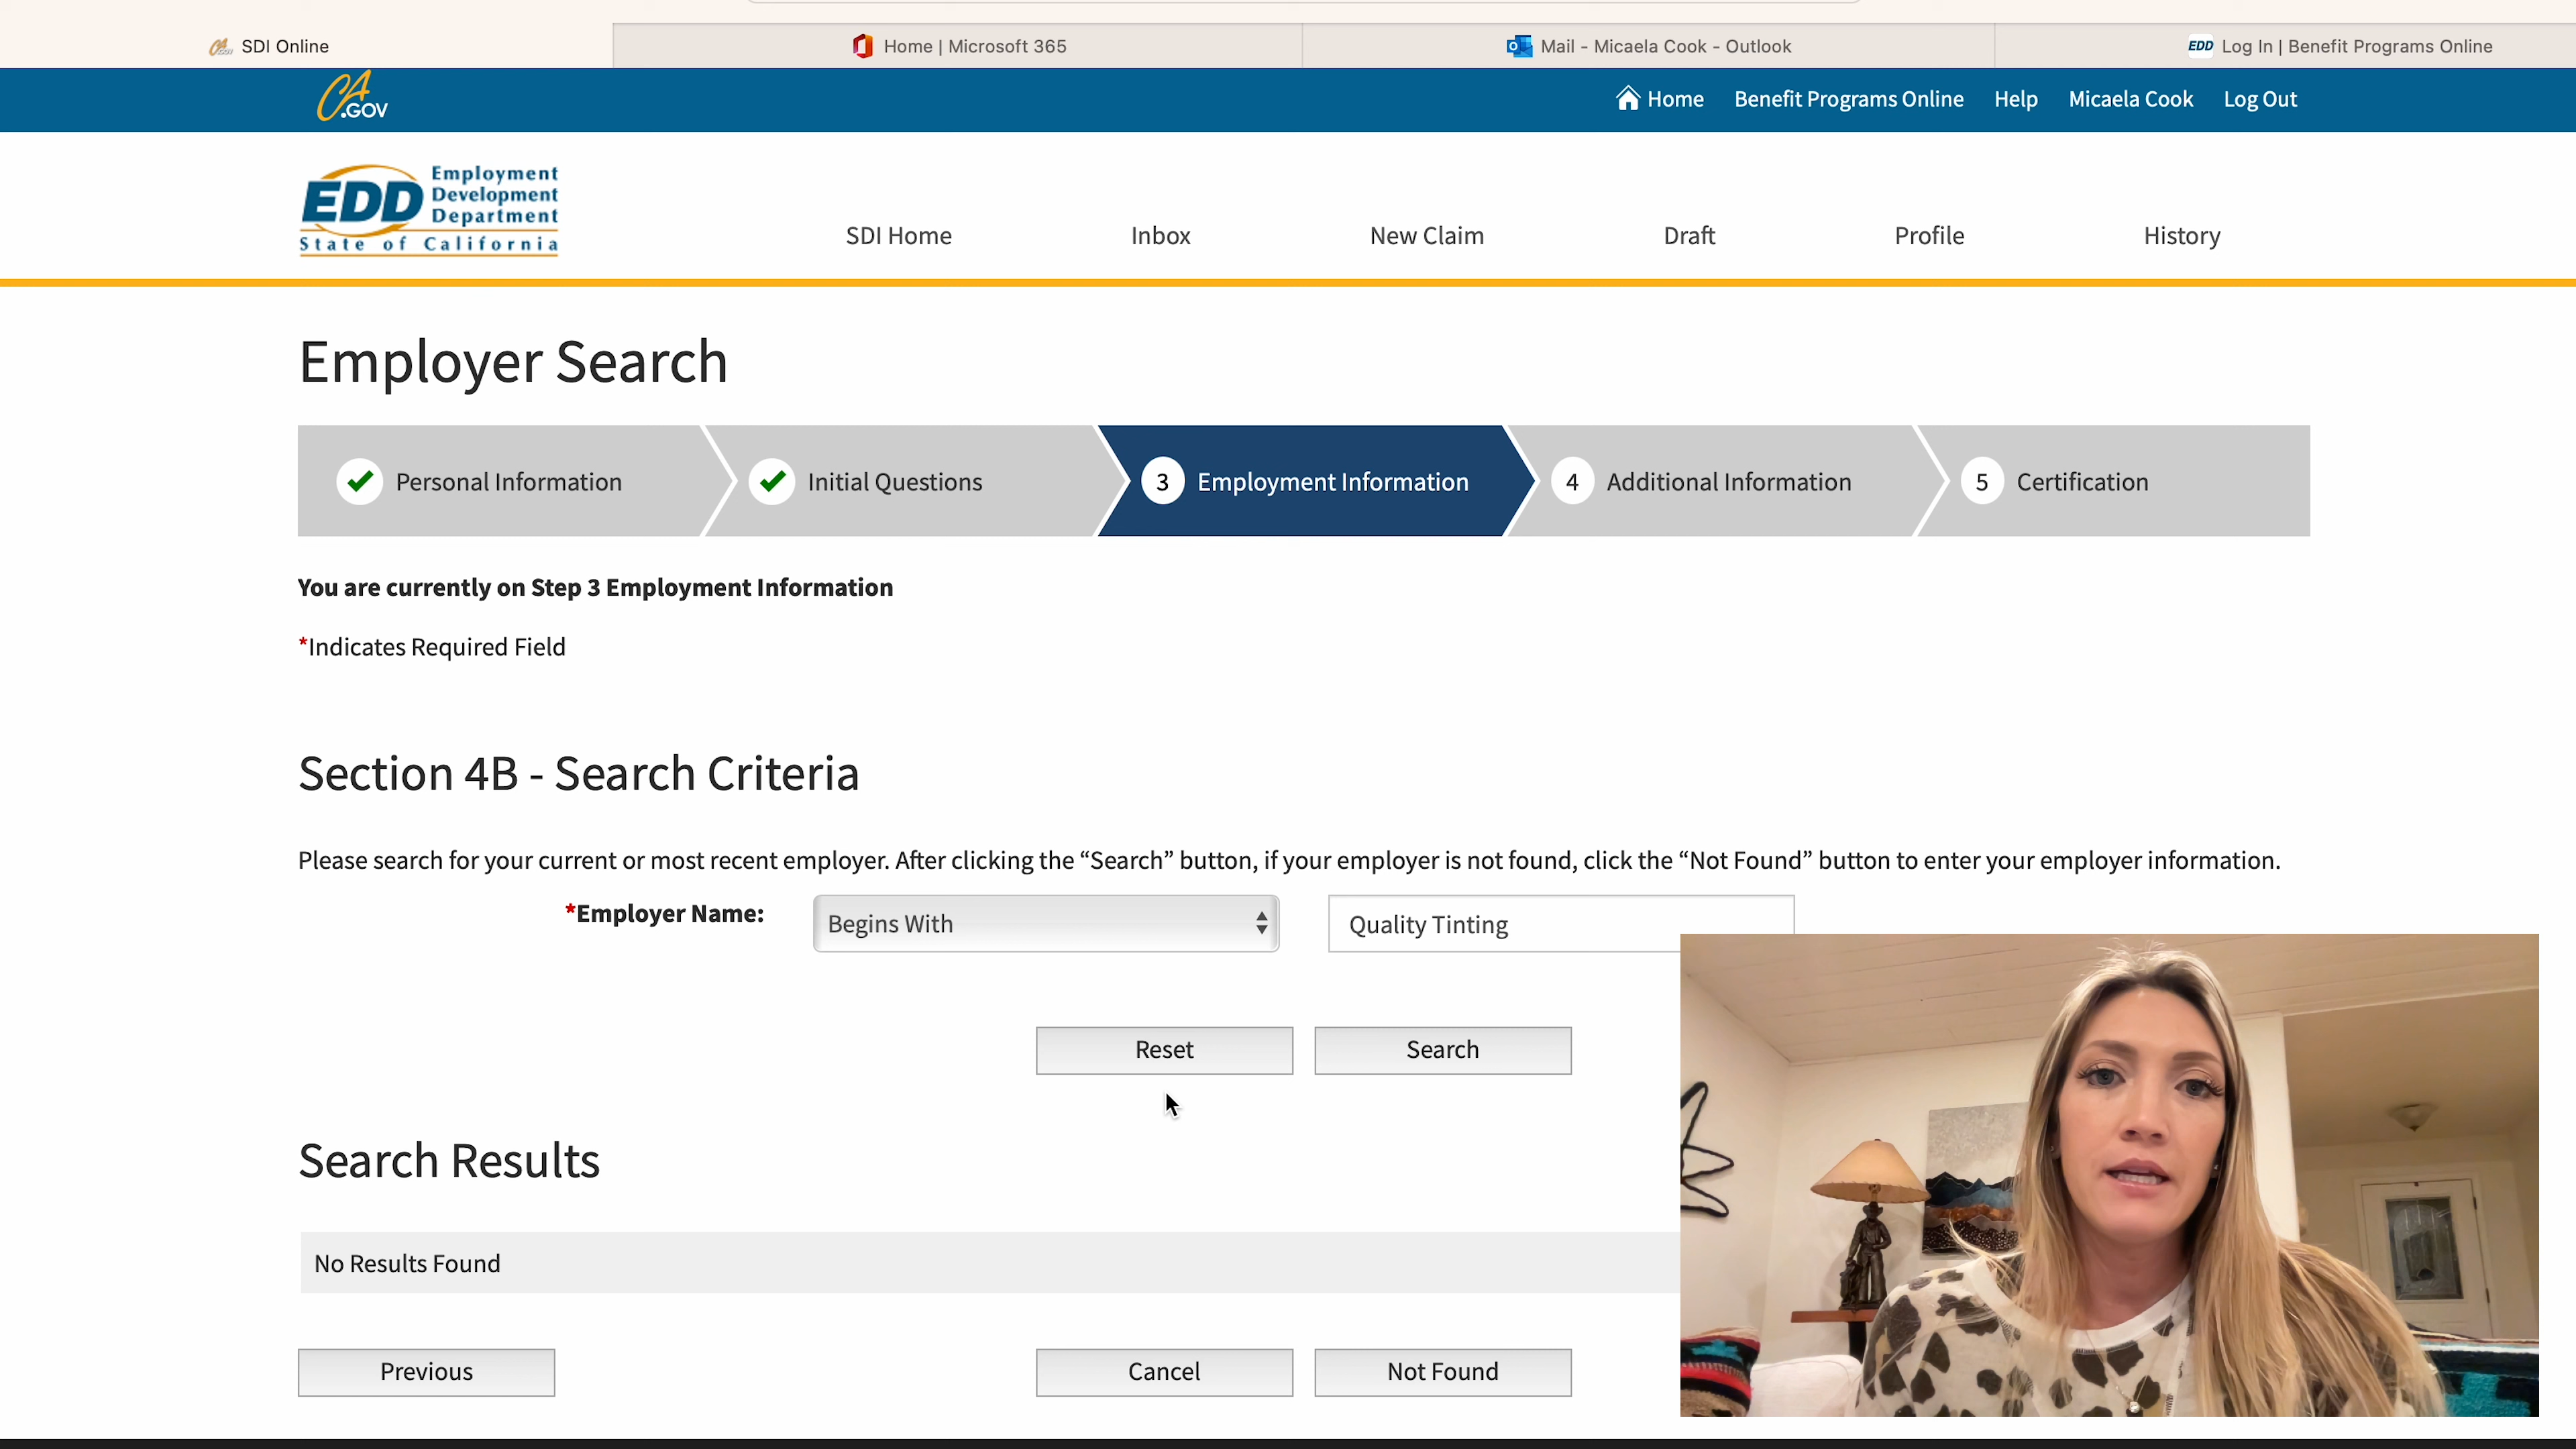 SDI Online
Home | Microsoft 365
Mail - Micaela Cook - Outlook
EDD Log In | Benefit Programs Online
CA.GOV
Home Benefit Programs Online Help Micaela Cook Log Out
EDD Employment
Development
Department
State of California
SDI Home Inbox New Claim Draft Profile History
Employer Search
Personal Information
Initial Questions
3 Employment Information
4 Additional Information
5 Certification
You are currently on Step 3 Employment Information
*Indicates Required Field
Section 4B - Search Criteria
Please search for your current or most recent employer. After clicking the “Search” button, if your employer is not found, click the “Not Found” button to enter your employer information.
*Employer Name: Begins With Quality Tinting
Reset Search
Search Results
No Results Found
Previous Cancel Not Found